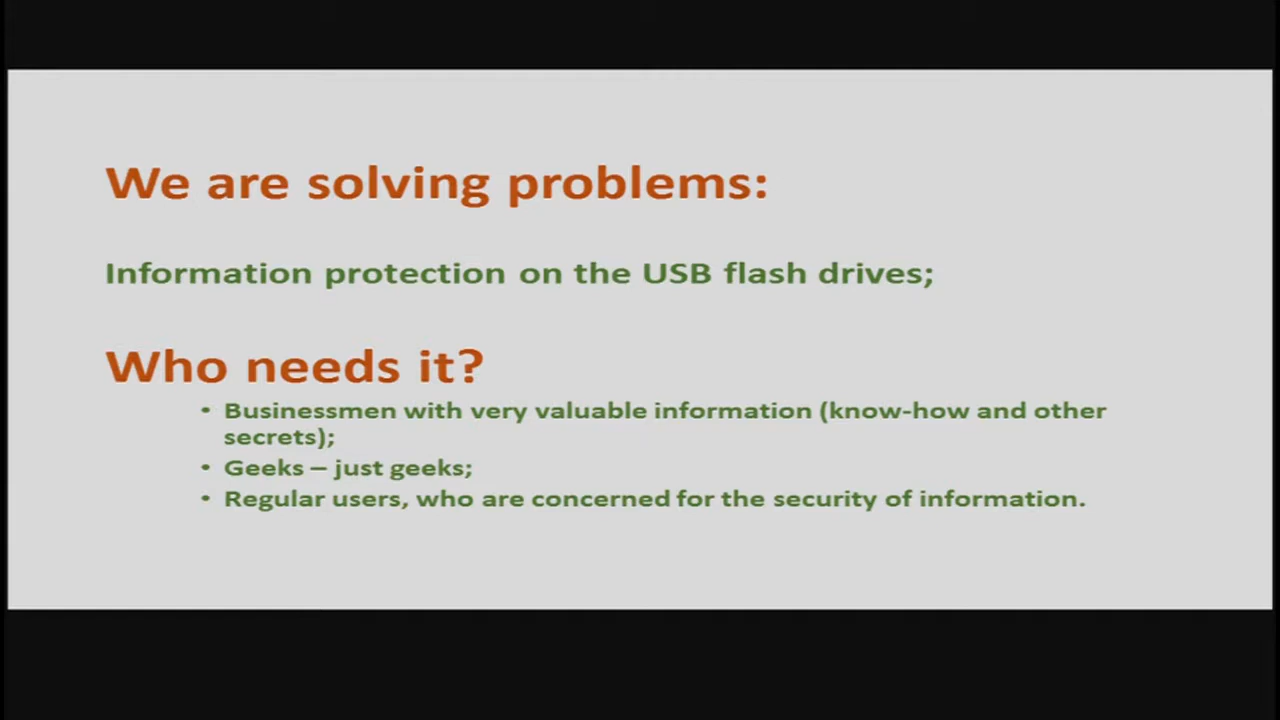 We are solving problems:
Information protection on the USB flash drives;
Who needs it?
• Businessmen with very valuable information (know-how and other
secrets);
• Geeks – just geeks;
• Regular users, who are concerned for the security of information.